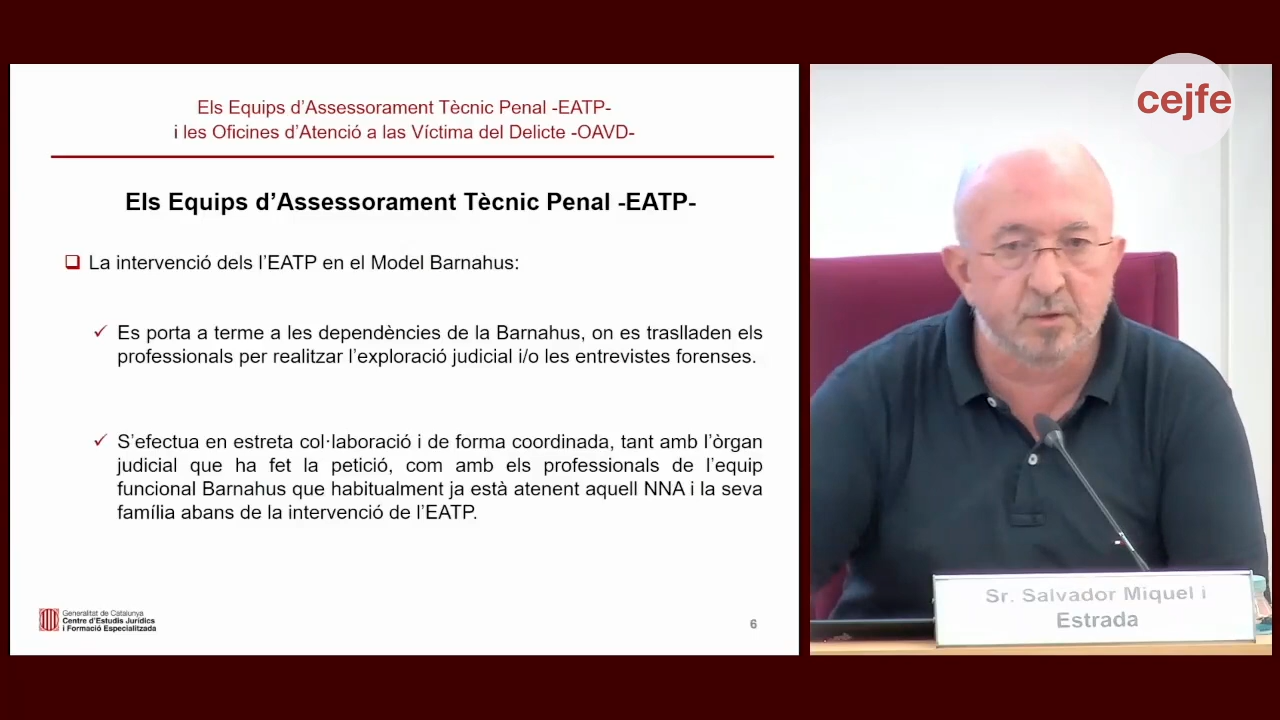 Els Equips d'Assessorament Tècnic Penal -EATP-
i les Oficines d'Atenció a las Víctima del Delicte -OAVD-
Els Equips d'Assessorament Tècnic Penal -EATP-
La intervenció dels l'EATP en el Model Barnahus:
Es porta a terme a les dependències de la Barnahus, on es traslladen els
professionals per realitzar l'exploració judicial i/o les entrevistes forenses.
S'efectua en estreta col·laboració i de forma coordinada, tant amb l'òrgan
judicial que ha fet la petició, com amb els professionals de l'equip
funcional Barnahus que habitualment ja està atenent aquell NNA i la seva
família abans de la intervenció de l'EATP.
Generalitat de Catalunya
Centre d'Estudis Jurídics
i Formació Especialitzada
6
cejfe
Sr. Salvador Miquel i
Estrada